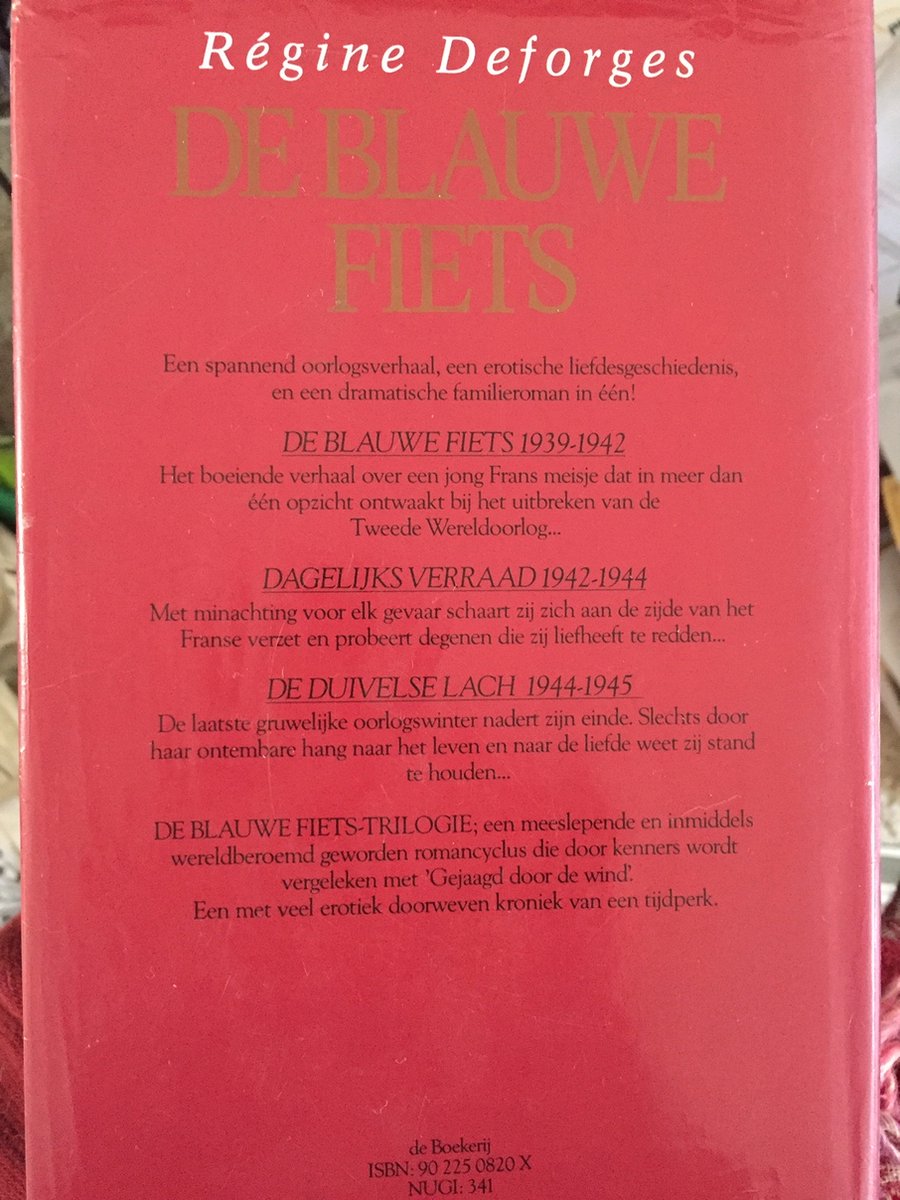 Régine Deforges
DE BLAUWE
FIETS
Een spannend oorlogsverhaal, een erotische liefdesgeschiedenis,
en een dramatische familieroman in één!
DE BLAUWE FIETS 1939-1942
Het boeiende verhaal over een jong Frans meisje dat in meer dan
één opzicht ontwaakt bij het uitbreken van de
Tweede Wereldoorlog...
DAGELIJKS VERRAAD 1942-1944
Met minachting voor elk gevaar schaart zij zich aan de zijde van het
Franse verzet en probeert degenen die zij liefheeft te redden...
DE DUIVELSE LACH 1944-1945
De laatste gruwelijke oorlogswinter nadert zijn einde. Slechts door
haar ontembare hang naar het leven en naar de liefde weet zij stand
te houden...
DE BLAUWE FIETS-TRILOGIE; een meeslepende en inmiddels
wereldberoemd geworden romancyclus die door kenners wordt
vergeleken met 'Gejaagd door de wind'.
Een met veel erotiek doorweven kroniek van een tijdperk.
de Boekerij
ISBN: 90 225 0820 X
NUGI: 341